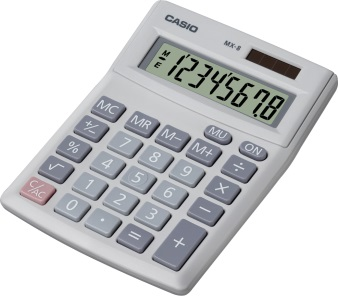 CASIO
MX-8
M
E
12345678
MC MR M– MU ON
+/– 7 8 9 M+ ÷
% 4 5 6 ×
√ 1 2 3 –
C/AC 0 • = +